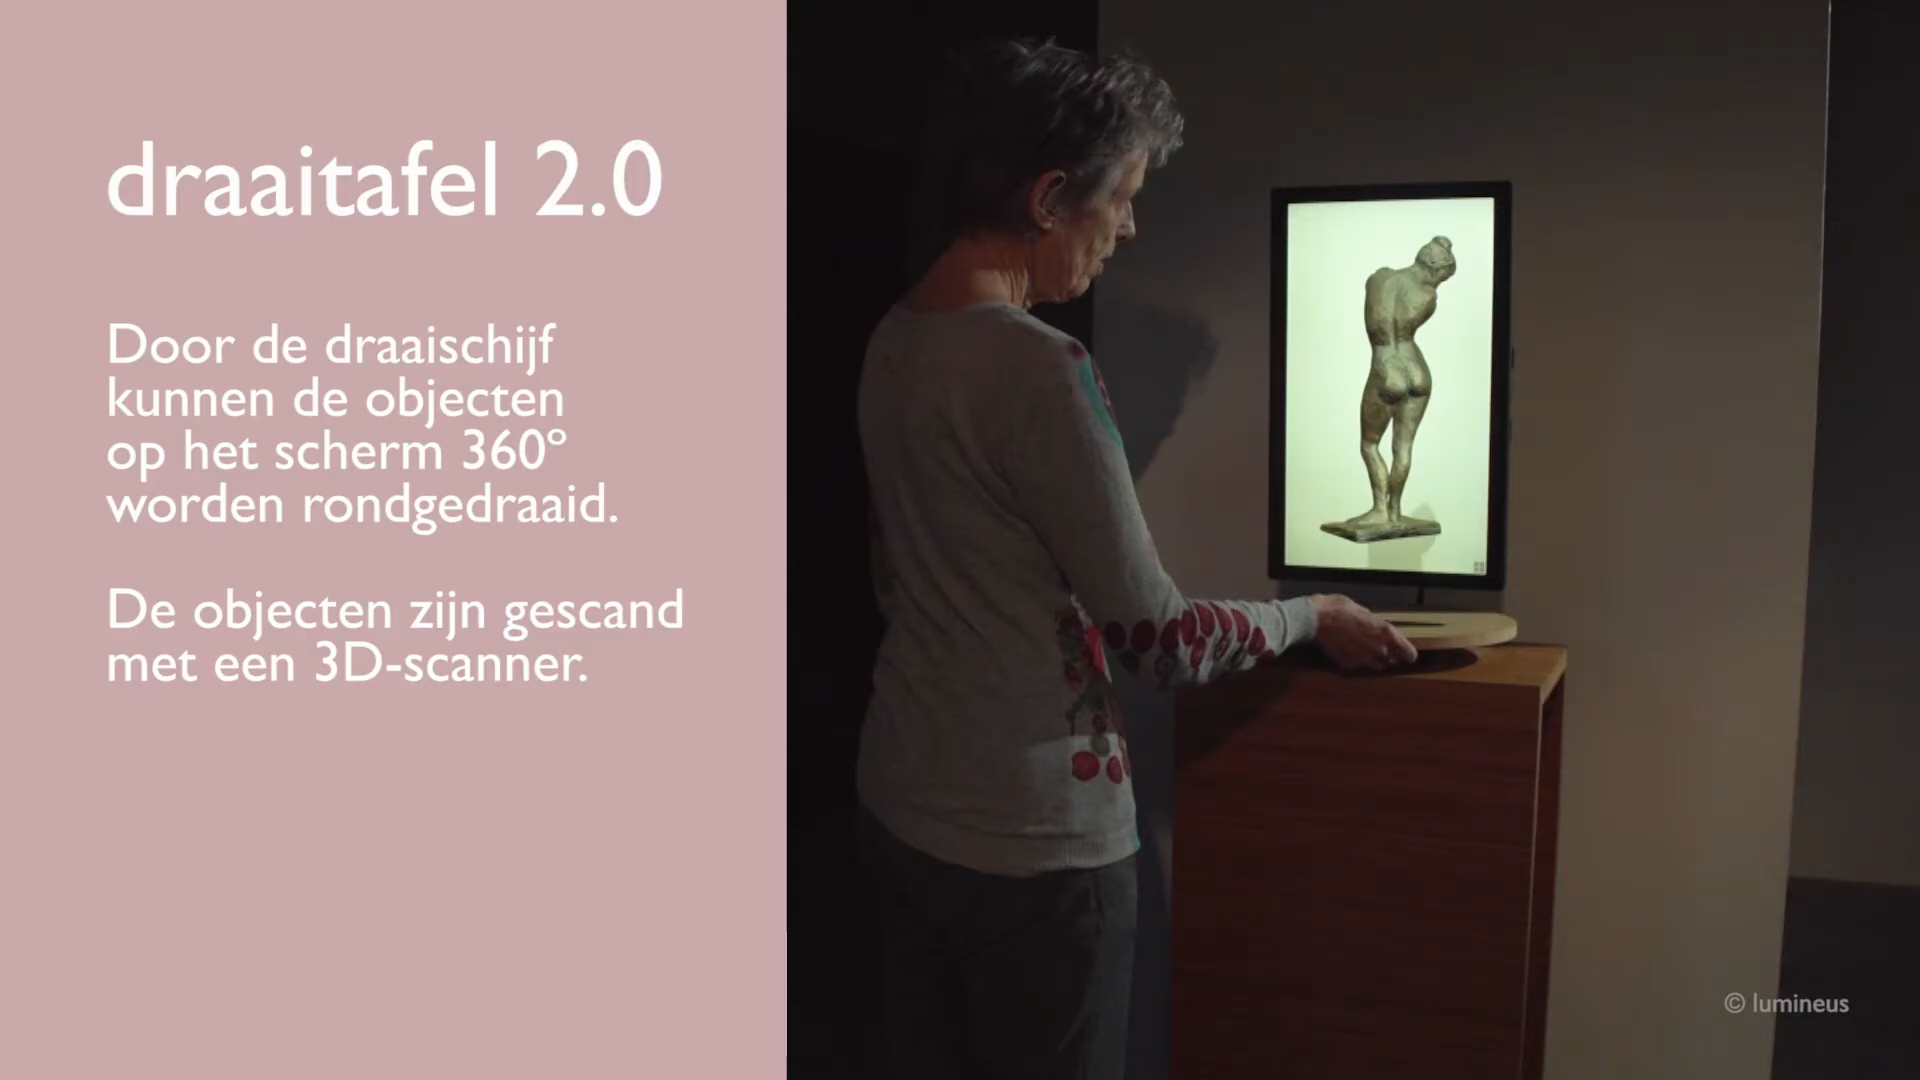 draaitafel 2.0
Door de draaischijf
kunnen de objecten
op het scherm 360º
worden rondgedraaid.
De objecten zijn gescand
met een 3D-scanner.
© lumineus